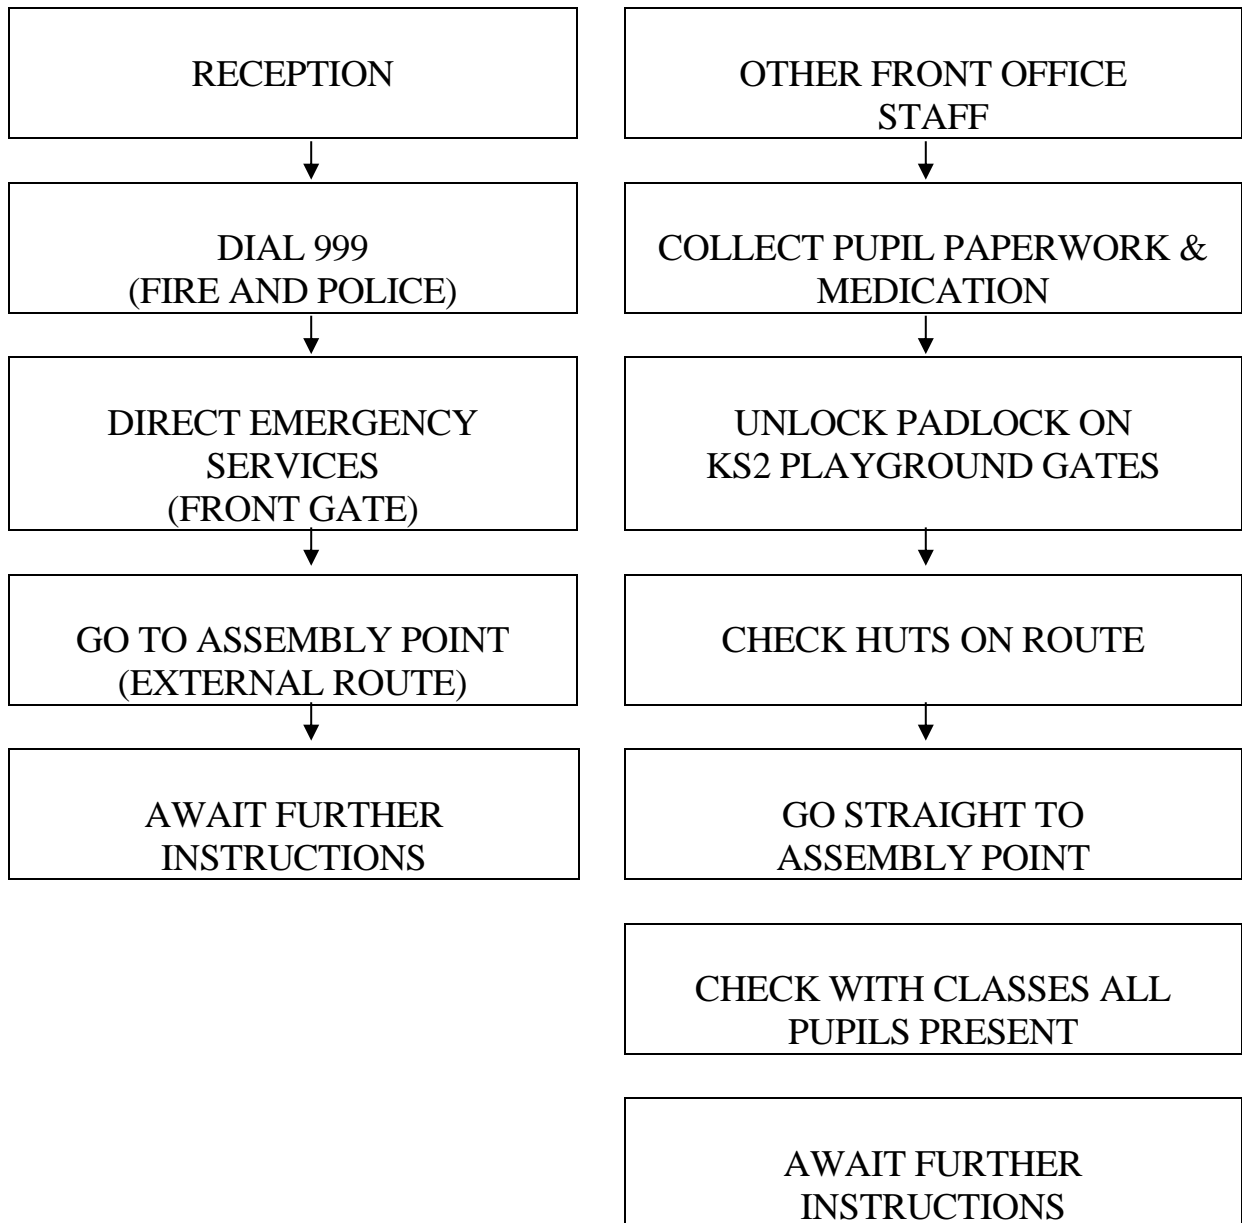 RECEPTION
DIAL 999
(FIRE AND POLICE)
DIRECT EMERGENCY
SERVICES
(FRONT GATE)
GO TO ASSEMBLY POINT
(EXTERNAL ROUTE)
AWAIT FURTHER
INSTRUCTIONS
OTHER FRONT OFFICE
STAFF
COLLECT PUPIL PAPERWORK &
MEDICATION
UNLOCK PADLOCK ON
KS2 PLAYGROUND GATES
CHECK HUTS ON ROUTE
GO STRAIGHT TO
ASSEMBLY POINT
CHECK WITH CLASSES ALL
PUPILS PRESENT
AWAIT FURTHER
INSTRUCTIONS